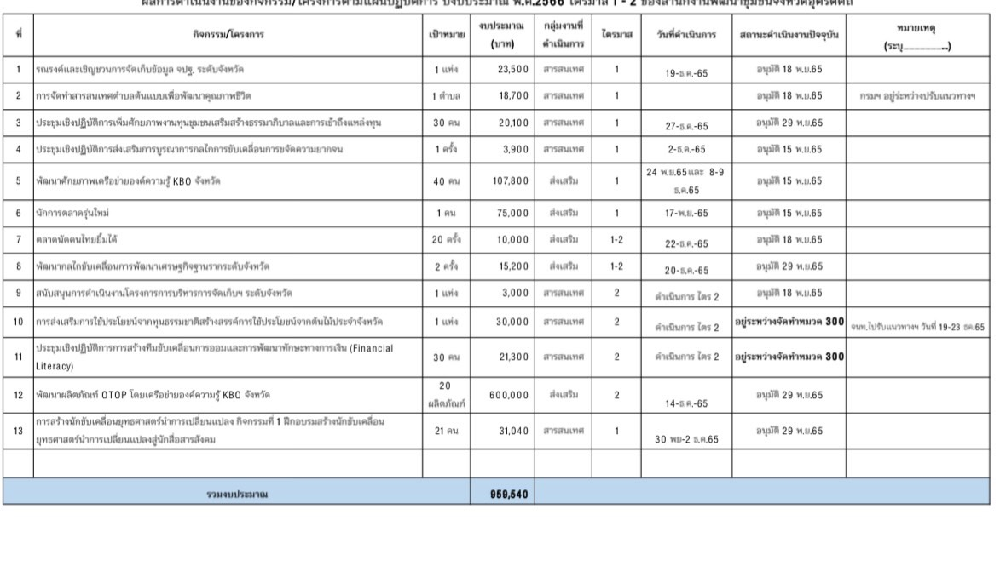 ผลการดำเนินงานของกิจกรรม/โครงการตามแผนปฏิบัติการ ปีงบประมาณ พ.ศ.2566 ไตรมาส 1 - 2 ของสำนักงานพัฒนาชุมชนจังหวัดอุตรดิตถ์
ที่ กิจกรรม/โครงการ เป้าหมาย งบประมาณ (บาท) กลุ่มงานที่ดำเนินการ ไตรมาส วันที่ดำเนินการ สถานะดำเนินงานปัจจุบัน หมายเหตุ (ระบุ..................)
1 รณรงค์และเชิญชวนการจัดเก็บข้อมูล จปฐ. ระดับจังหวัด 1 แห่ง 23,500 สารสนเทศ 1 19-ธ.ค.-65 อนุมัติ 18 พ.ย.65
2 การจัดทำสารสนเทศตำบลต้นแบบเพื่อพัฒนาคุณภาพชีวิต 1 ตำบล 18,700 สารสนเทศ 1 อนุมัติ 18 พ.ย.65 กรมฯ อยู่ระหว่างปรับแนวทางฯ
3 ประชุมเชิงปฏิบัติการเพิ่มศักยภาพงานทุนชุมชนเสริมสร้างธรรมาภิบาลและการเข้าถึงแหล่งทุน 30 คน 20,100 สารสนเทศ 1 27-ธ.ค.-65 อนุมัติ 29 พ.ย.65
4 ประชุมเชิงปฏิบัติการส่งเสริมการบูรณาการกลไกการขับเคลื่อนการขจัดความยากจน 1 ครั้ง 3,900 สารสนเทศ 1 2-ธ.ค.-65 อนุมัติ 15 พ.ย.65
5 พัฒนาศักยภาพเครือข่ายองค์ความรู้ KBO จังหวัด 40 คน 107,800 ส่งเสริม 1 24 พ.ย.65และ 8-9 ธ.ค.65 อนุมัติ 15 พ.ย.65
6 นักการตลาดรุ่นใหม่ 1 คน 75,000 ส่งเสริม 1 17-พ.ย.-65 อนุมัติ 15 พ.ย.65
7 ตลาดนัดคนไทยยิ้มได้ 20 ครั้ง 10,000 ส่งเสริม 1-2 22-ธ.ค.-65 อนุมัติ 18 พ.ย.65
8 พัฒนากลไกขับเคลื่อนการพัฒนาเศรษฐกิจฐานรากระดับจังหวัด 2 ครั้ง 15,200 ส่งเสริม 1-2 20-ธ.ค.-65 อนุมัติ 29 พ.ย.65
9 สนับสนุนการดำเนินงานโครงการการบริหารการจัดเก็บฯ ระดับจังหวัด 1 แห่ง 3,000 สารสนเทศ 2 ดำเนินการ ไตร 2 อนุมัติ 18 พ.ย.65
10 การส่งเสริมการใช้ประโยชน์จากทุนธรรมชาติสร้างสรรค์การใช้ประโยชน์จากต้นไม้ประจำจังหวัด 1 แห่ง 30,000 สารสนเทศ 2 ดำเนินการ ไตร 2 อยู่ระหว่างจัดทำหมวด 300 จนท.ไปรับแนวทางฯ วันที่ 19-23 ธค.65
11 ประชุมเชิงปฏิบัติการการสร้างทีมขับเคลื่อนการออมและการพัฒนาทักษะทางการเงิน (Financial Literacy) 30 คน 21,300 สารสนเทศ 2 ดำเนินการ ไตร 2 อยู่ระหว่างจัดทำหมวด 300
12 พัฒนาผลิตภัณฑ์ OTOP โดยเครือข่ายองค์ความรู้ KBO จังหวัด 20 ผลิตภัณฑ์ 600,000 ส่งเสริม 2 14-ธ.ค.-65 อนุมัติ 29 พ.ย.65
13 การสร้างนักขับเคลื่อนยุทธศาสตร์นำการเปลี่ยนแปลง กิจกรรมที่ 1 ฝึกอบรมสร้างนักขับเคลื่อน ยุทธศาสตร์นำการเปลี่ยนแปลงสู่นักสื่อสารสังคม 21 คน 31,040 สารสนเทศ 1 30 พย-2 ธ.ค.65 อนุมัติ 29 พ.ย.65
รวมงบประมาณ 959,540